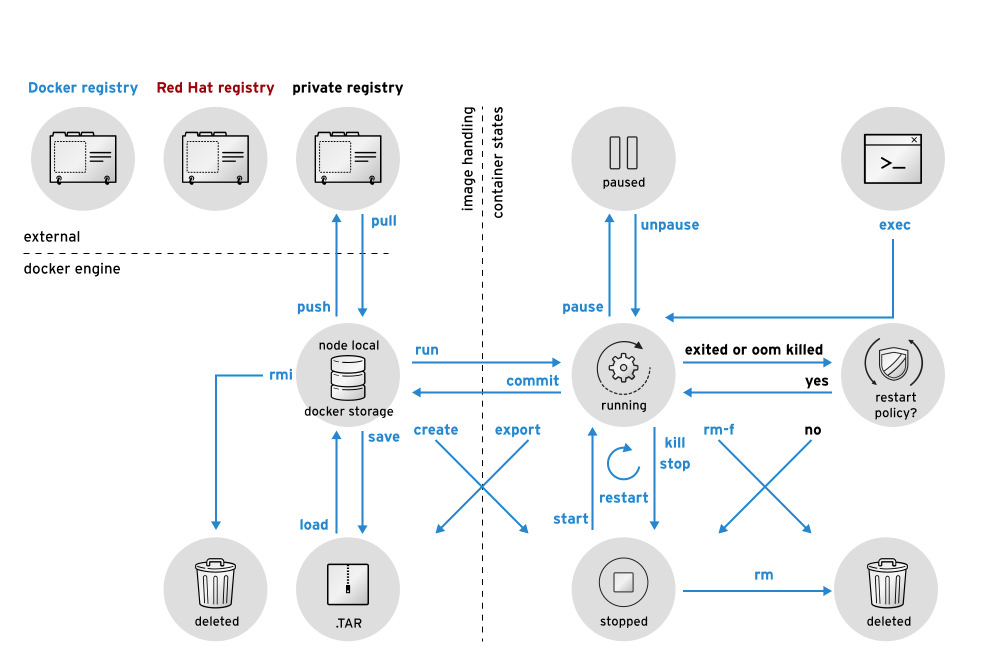 Docker registry
Red Hat registry
private registry
image handling
container states
paused
>_
pull
unpause
exec
external
docker engine
push
pause
node local
docker storage
run
exited or oom killed
rmi
commit
running
yes
restart
policy?
save
create
export
kill
stop
rm-f
no
restart
load
start
rm
deleted
.TAR
stopped
deleted